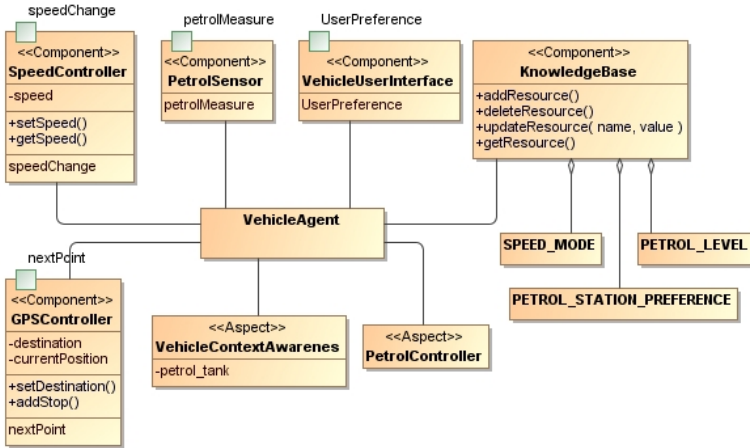 speedChange
<<Component>>
SpeedController
-speed
+setSpeed()
+getSpeed()
speedChange
petrolMeasure
<<Component>>
PetrolSensor
petrolMeasure
UserPreference
<<Component>>
VehicleUserInterface
UserPreference
<<Component>>
KnowledgeBase
+addResource()
+deleteResource()
+updateResource( name, value )
+getResource()
VehicleAgent
SPEED_MODE
PETROL_LEVEL
PETROL_STATION_PREFERENCE
nextPoint
<<Component>>
GPSController
-destination
-currentPosition
+setDestination()
+addStop()
nextPoint
<<Aspect>>
VehicleContextAwarenes
-petrol_tank
<<Aspect>>
PetrolController